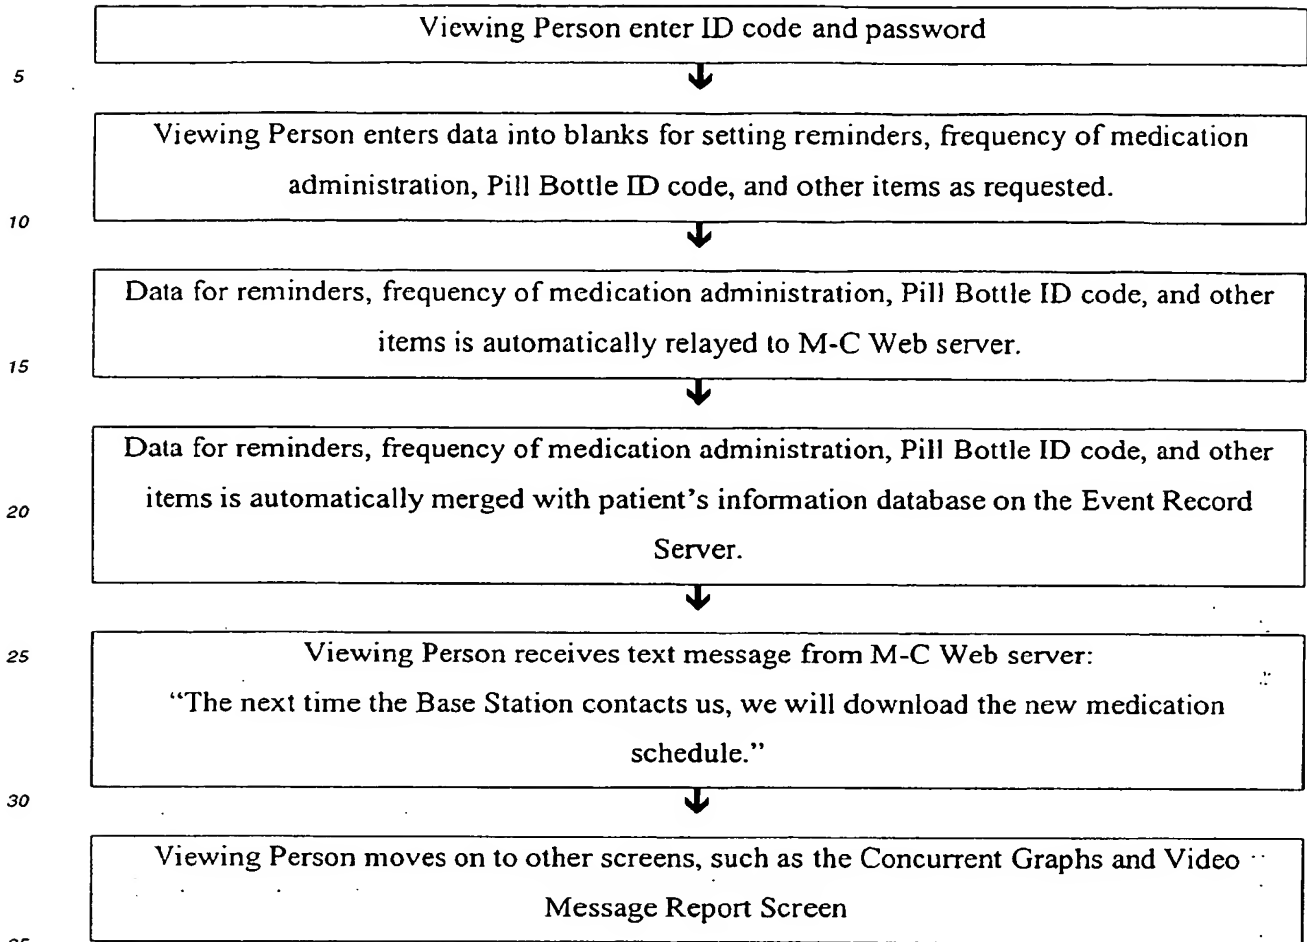 Viewing Person enter ID code and password
5
Viewing Person enters data into blanks for setting reminders, frequency of medication
administration, Pill Bottle ID code, and other items as requested.
10
Data for reminders, frequency of medication administration, Pill Bottle ID code, and other
items is automatically relayed to M-C Web server.
15
Data for reminders, frequency of medication administration, Pill Bottle ID code, and other
items is automatically merged with patient's information database on the Event Record
20
Server.
25
Viewing Person receives text message from M-C Web server:
“The next time the Base Station contacts us, we will download the new medication
schedule.”
30
Viewing Person moves on to other screens, such as the Concurrent Graphs and Video
Message Report Screen